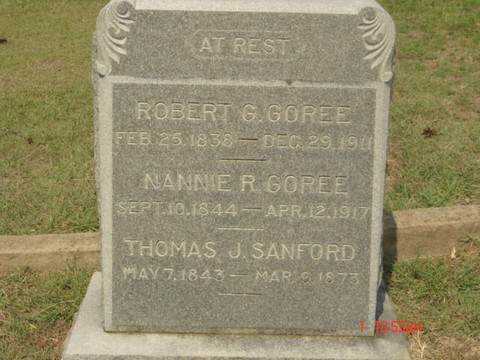 AT REST
ROBERT G. GOREE
FEB. 25. 1838 — DEC. 29. 1911
NANNIE R. GOREE
SEPT. 10. 1844 — APR. 12. 1917
THOMAS J. SANFORD
MAY 7. 1843 — MAR. 1873